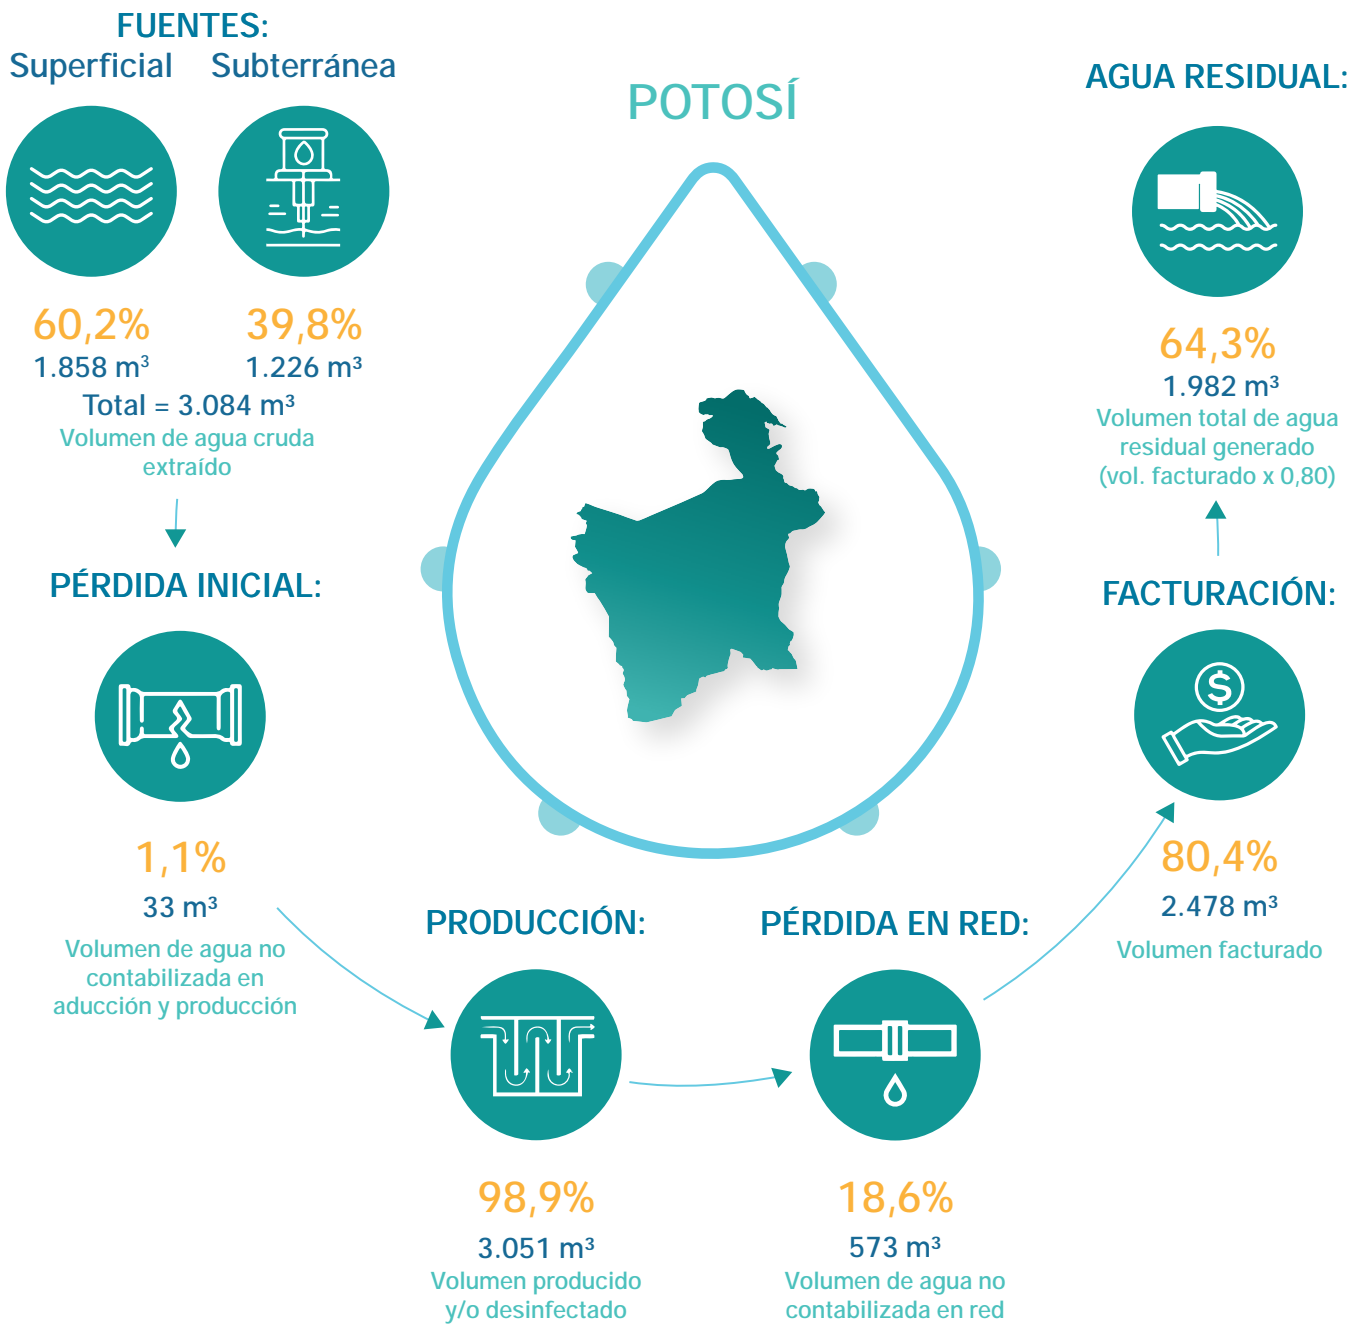 FUENTES:
Superficial
Subterránea
60,2%
1.858 m³
39,8%
1.226 m³
Total = 3.084 m³
Volumen de agua cruda
extraído
PÉRDIDA INICIAL:
1,1%
33 m³
Volumen de agua no
contabilizada en
aducción y producción
POTOSÍ
PRODUCCIÓN:
98,9%
3.051 m³
Volumen producido
y/o desinfectado
PÉRDIDA EN RED:
18,6%
573 m³
Volumen de agua no
contabilizada en red
FACTURACIÓN:
$
80,4%
2.478 m³
Volumen facturado
AGUA RESIDUAL:
64,3%
1.982 m³
Volumen total de agua
residual generado
(vol. facturado x 0,80)